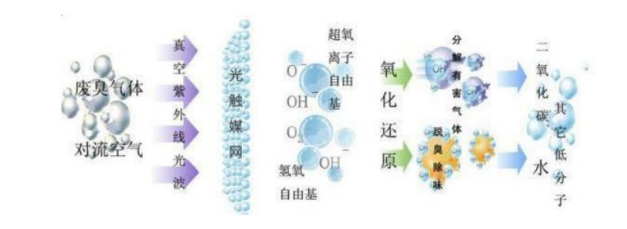 废臭气体
对流空气
真空紫外线光波
光触媒网
超氧
离子
自由
基
O⁻
OH⁻
O₂
OH⁻
氢氧
自由基
氧化还原
分解有害气体
OH
OH
脱臭除味
二氧化碳
水
其它低分子